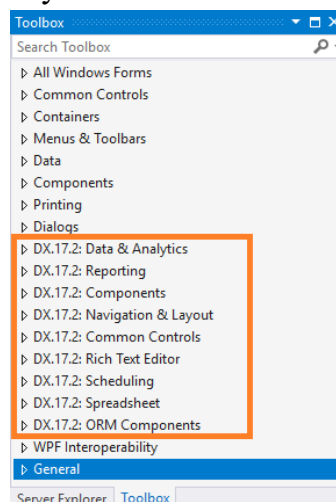 Toolbox
Search Toolbox
All Windows Forms
Common Controls
Containers
Menus & Toolbars
Data
Components
Printing
Dialogs
DX.17.2: Data & Analytics
DX.17.2: Reporting
DX.17.2: Components
DX.17.2: Navigation & Layout
DX.17.2: Common Controls
DX.17.2: Rich Text Editor
DX.17.2: Scheduling
DX.17.2: Spreadsheet
DX.17.2: ORM Components
WPF Interoperability
General
Server Explorer Toolbox